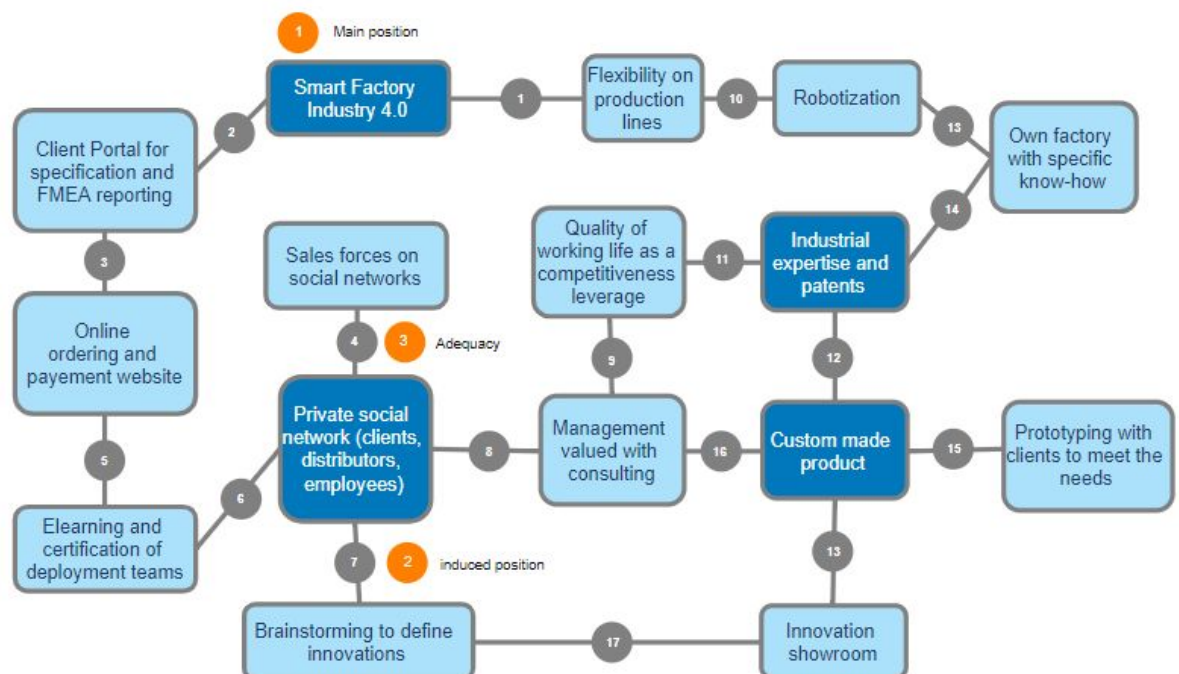 1
Main position
Smart Factory
Industry 4.0
1
Flexibility on
production
lines
10
Robotization
13
Own factory
with specific
know-how
2
Client Portal for
specification and
FMEA reporting
14
Sales forces on
social networks
Quality of
working life as a
competitiveness
leverage
11
Industrial
expertise and
patents
3
Online
ordering and
payement website
4
3
Adequacy
9
12
Private social
network (clients,
distributors,
employees)
8
Management
valued with
consulting
16
Custom made
product
15
Prototyping with
clients to meet the
needs
5
6
Elearning and
certification of
deployment teams
7
2
induced position
13
Brainstorming to define
innovations
17
Innovation
showroom